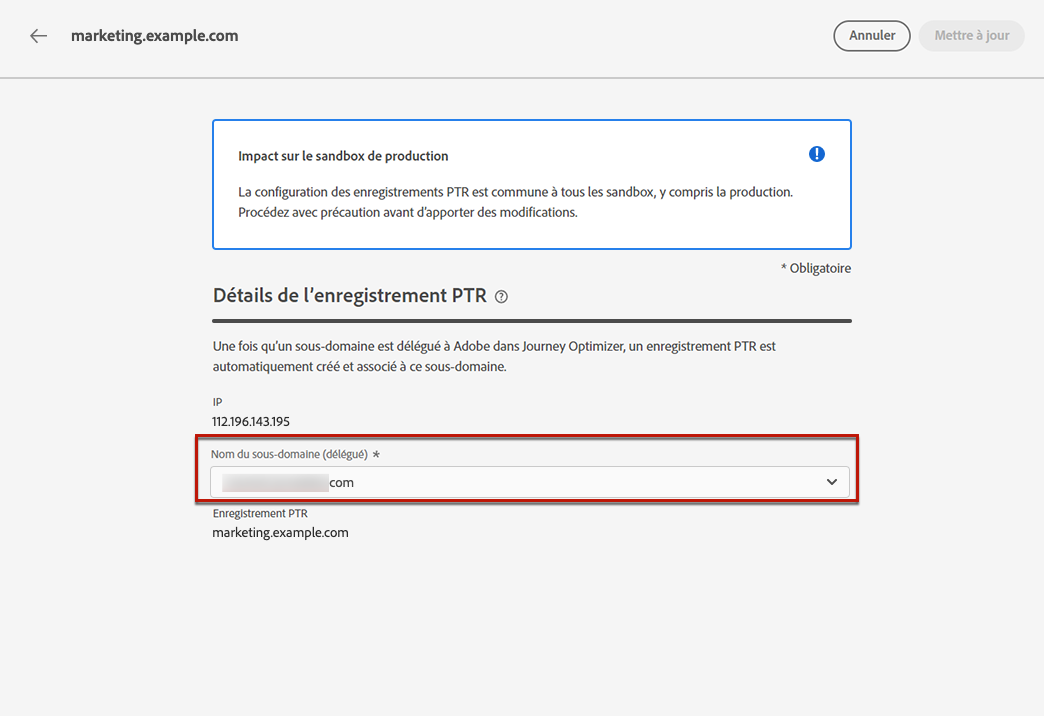 marketing.example.com
Annuler
Mettre à jour
Impact sur le sandbox de production
La configuration des enregistrements PTR est commune à tous les sandbox, y compris la production.
Procédez avec précaution avant d'apporter des modifications.
* Obligatoire
Détails de l'enregistrement PTR
Une fois qu'un sous-domaine est délégué à Adobe dans Journey Optimizer, un enregistrement PTR est
automatiquement créé et associé à ce sous-domaine.
IP
112.196.143.195
Nom du sous-domaine (délégué) *
com
Enregistrement PTR
marketing.example.com